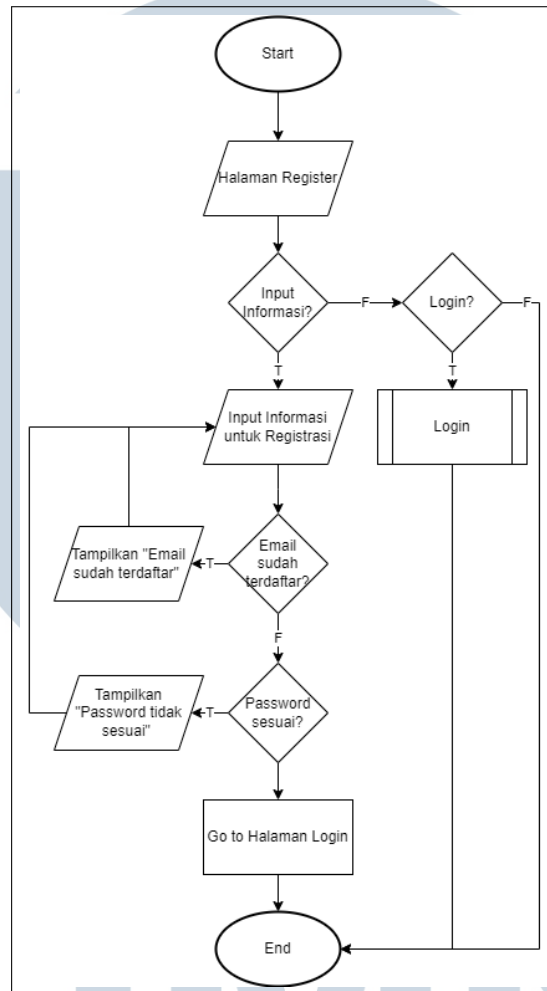 Start
Halaman Register
Input
Informasi?
F
Login?
F
T
T
Input Informasi
untuk Registrasi
Login
Tampilkan "Email
sudah terdaftar"
T
Email
sudah
terdaftar?
F
Tampilkan
"Password tidak
sesuai"
T
Password
sesuai?
Go to Halaman Login
End